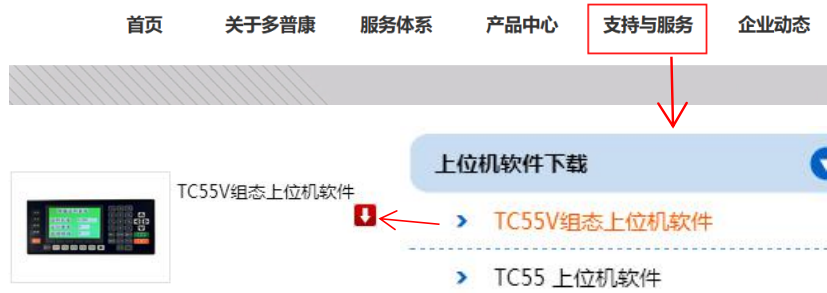 首页 关于多普康 服务体系 产品中心 支持与服务 企业动态
上位机软件下载
TC55V组态上位机软件
TC55V组态上位机软件
TC55 上位机软件